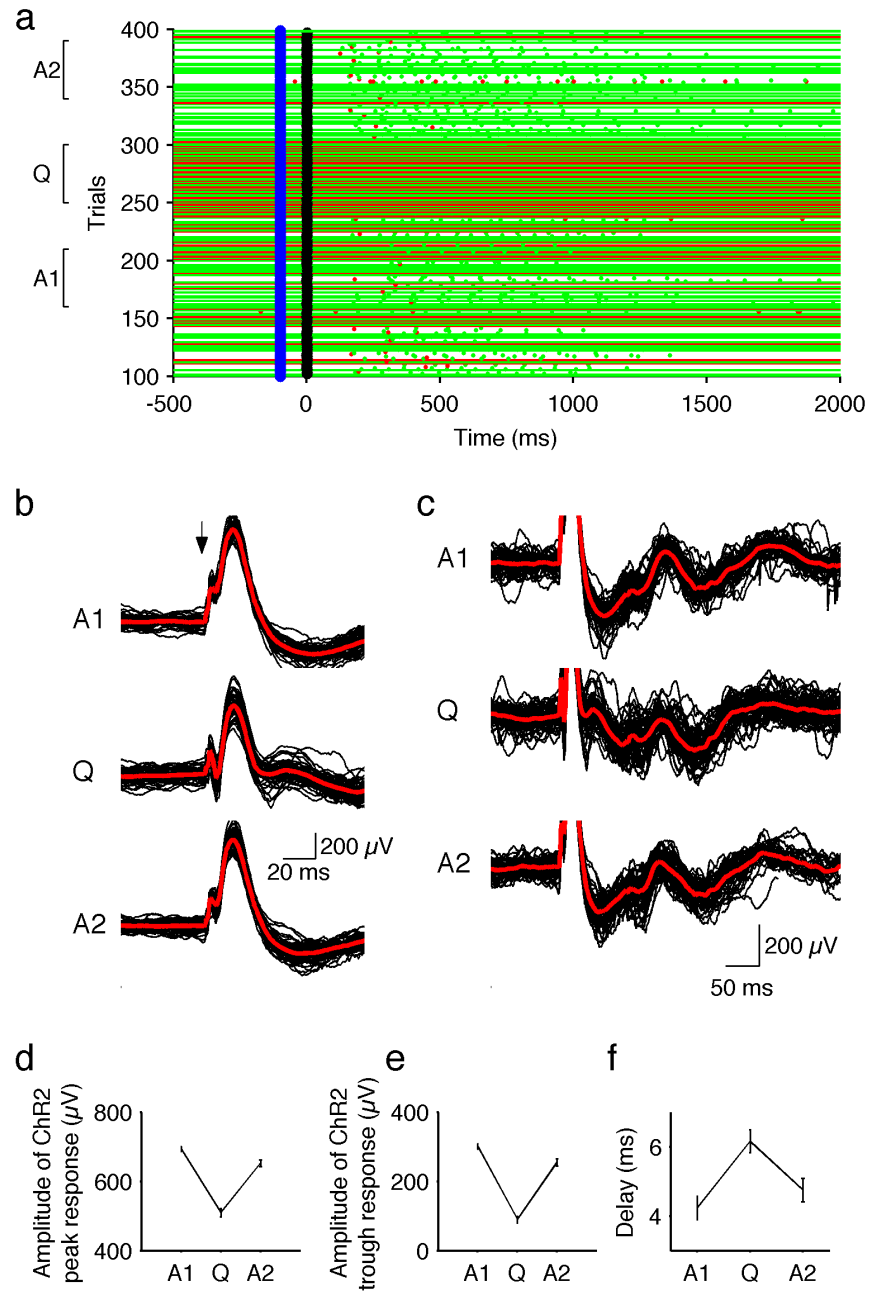 a
400
350
300
250
200
150
100
A2
Q
A1
Trials
-500 0 500 1000 1500 2000
Time (ms)
b
A1
Q
A2
200 µV
20 ms
c
A1
Q
A2
200 µV
50 ms
d
Amplitude of ChR2
peak response (µV)
800
600
400
A1 Q A2
e
Amplitude of ChR2
trough response (µV)
400
200
0
A1 Q A2
f
Delay (ms)
6
4
A1 Q A2